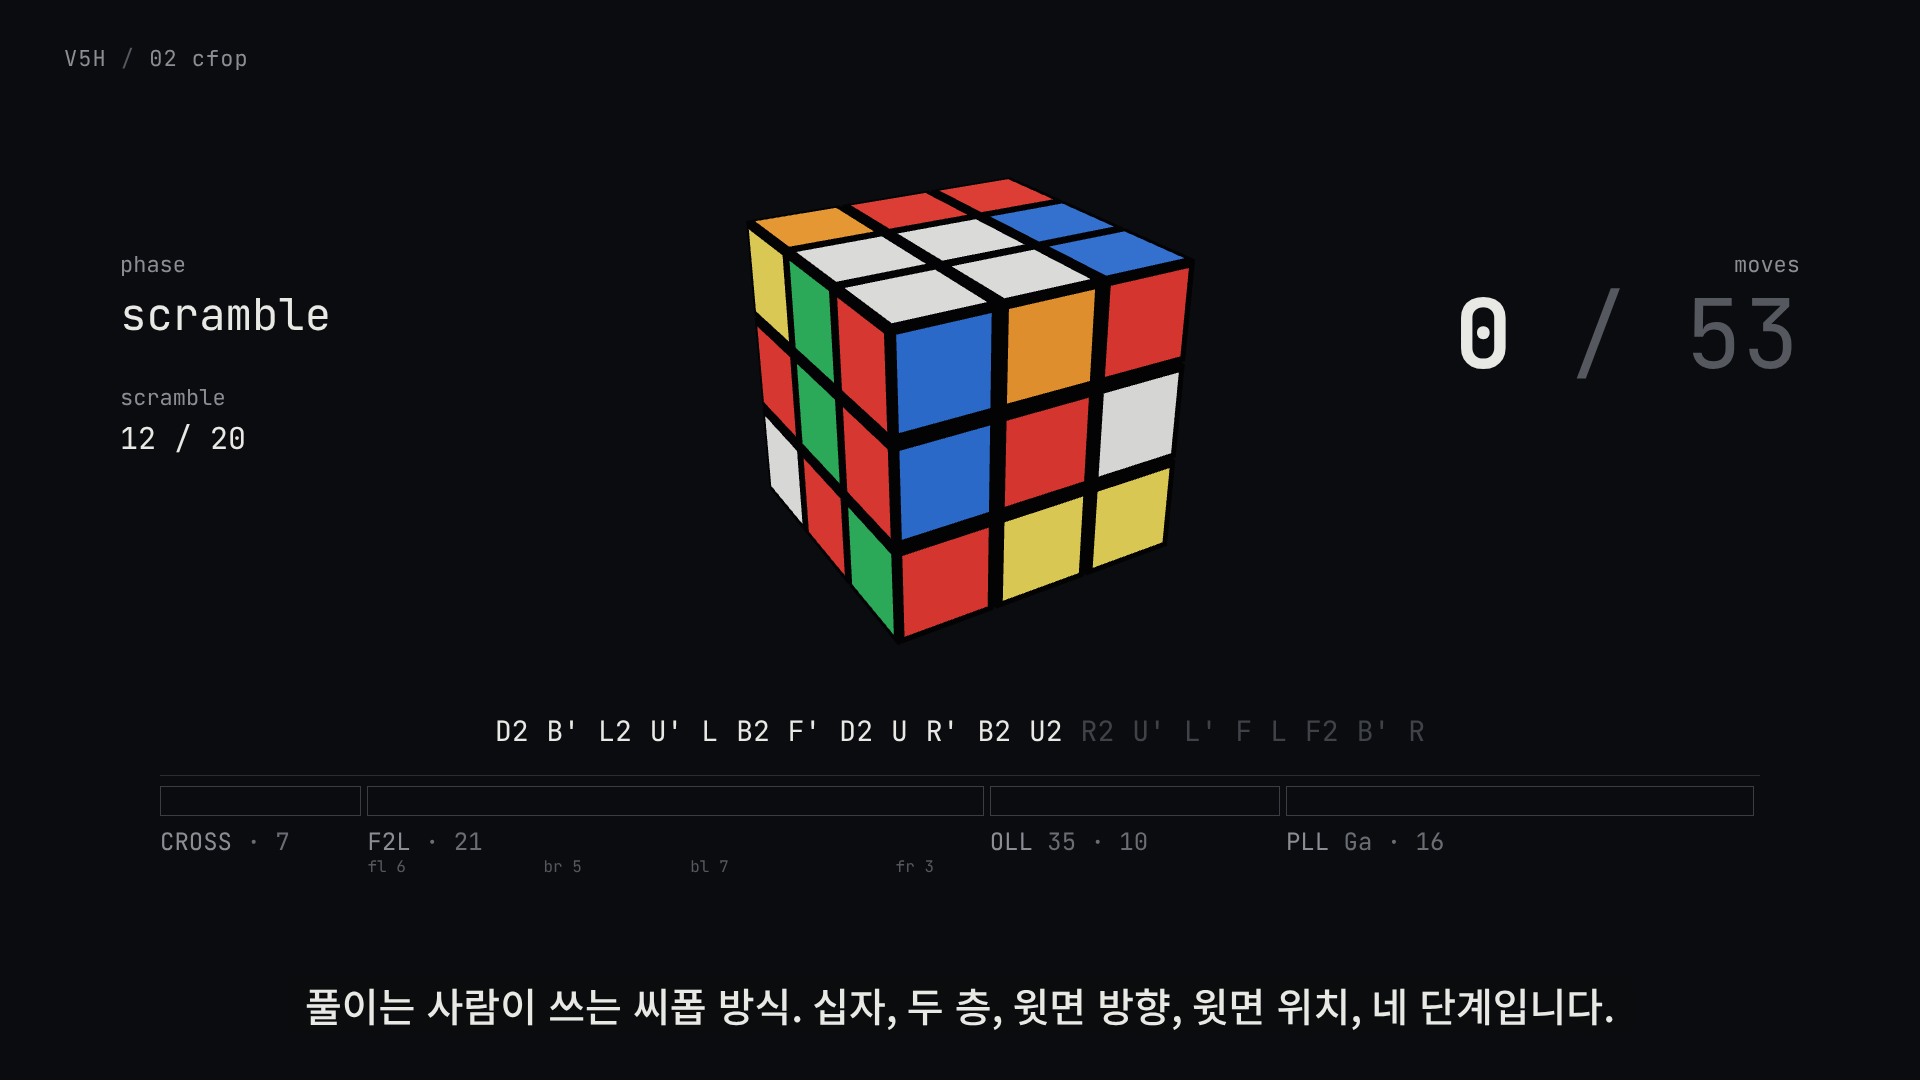 V5H / 02 cfop
phase
scramble
scramble
12 / 20
moves
0 / 53
D2 B' L2 U' L B2 F' D2 U R' B2 U2 R2 U' L' F L F2 B' R
CROSS · 7
F2L · 21
OLL 35 · 10
PLL Ga · 16
fl 6
br 5
bl 7
fr 3
풀이는 사람이 쓰는 씨폽 방식. 십자, 두 층, 윗면 방향, 윗면 위치, 네 단계입니다.